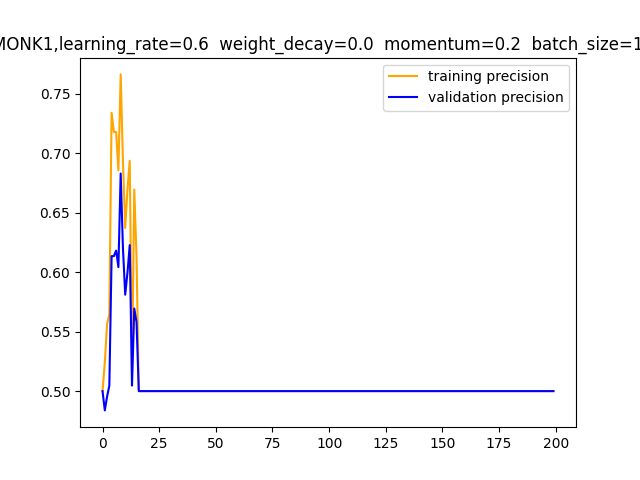 MONK1,learning_rate=0.6 weight_decay=0.0 momentum=0.2 batch_size=1
training precision
validation precision
0.75
0.70
0.65
0.60
0.55
0.50
0 25 50 75 100 125 150 175 200